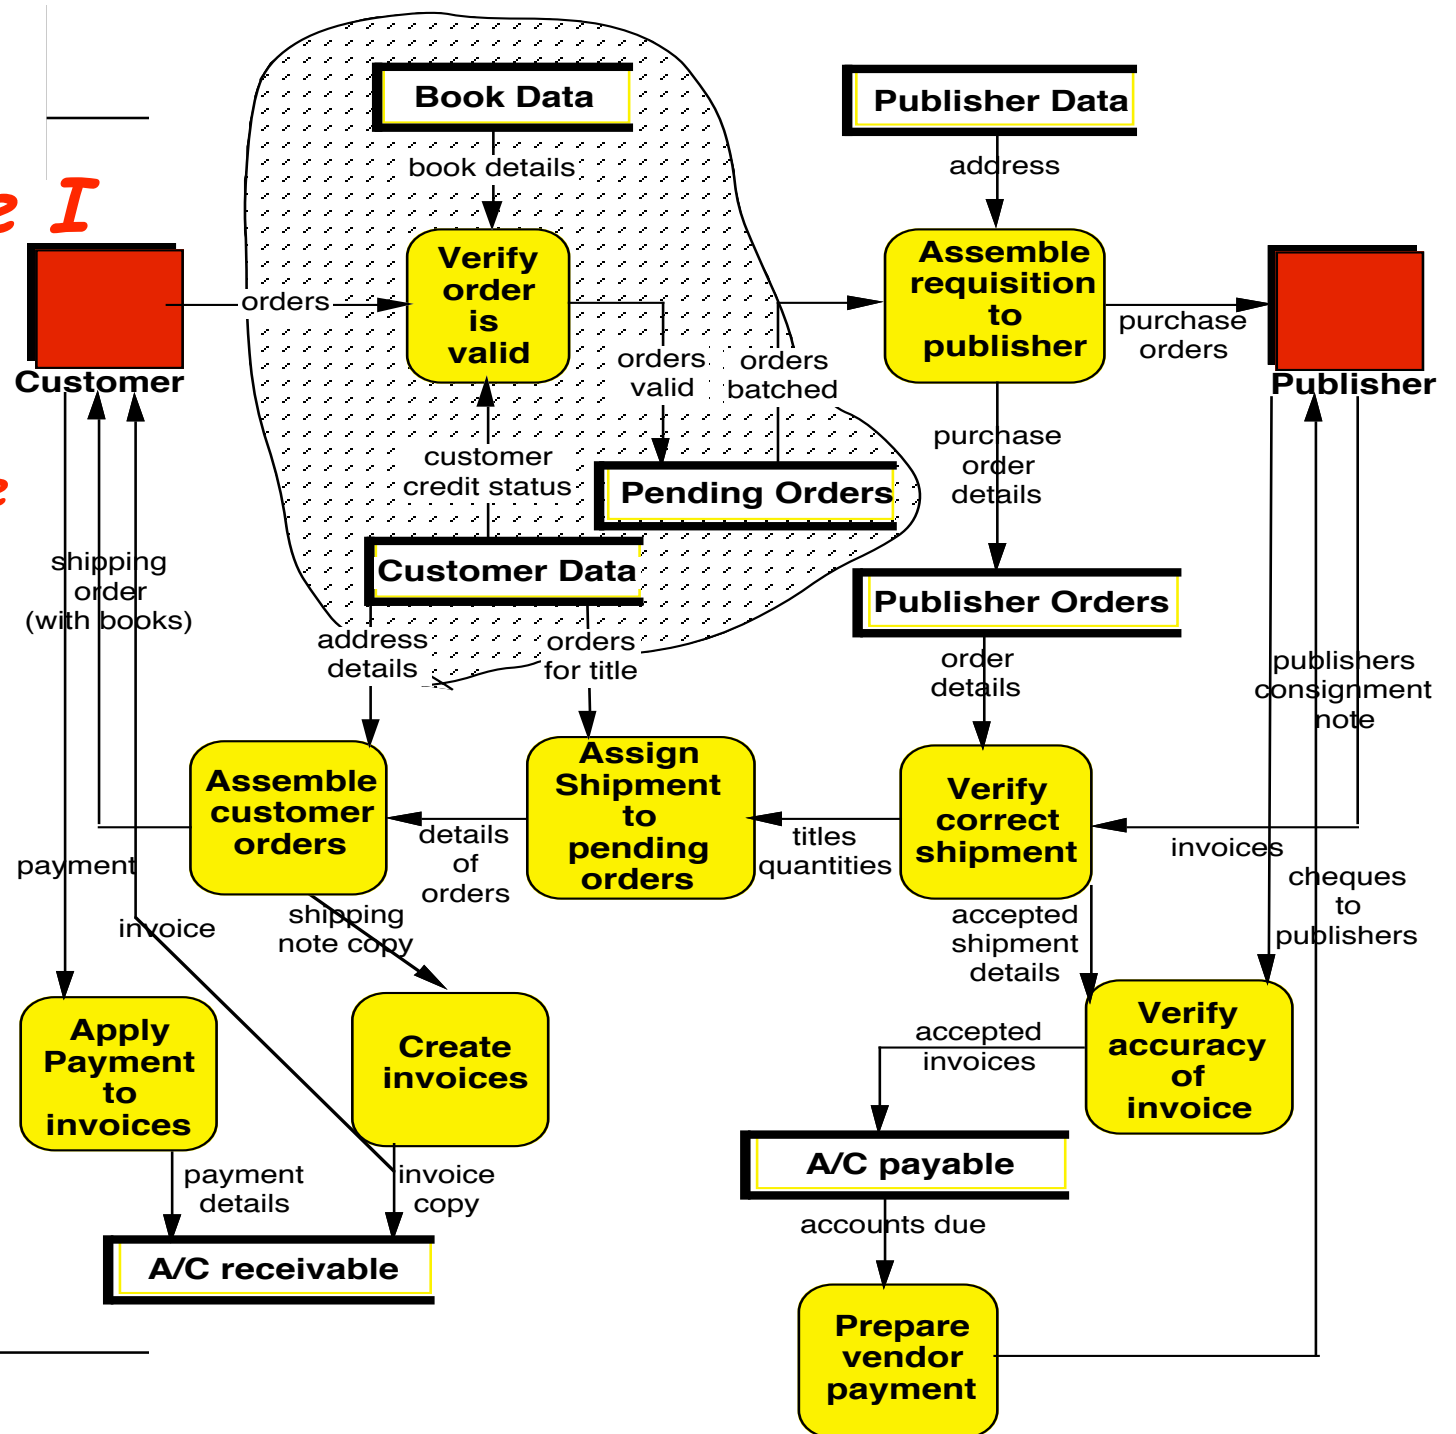 e I
e
Book Data
book details
Publisher Data
address
Customer
orders
Verify
order
is
valid
orders
valid
orders
batched
Assemble
requisition
to
publisher
purchase
orders
Publisher
customer
credit status
Pending Orders
purchase
order
details
Customer Data
Publisher Orders
shipping
order
(with books)
address
details
orders
for title
order
details
publishers
consignment
note
Assemble
customer
orders
details
of
orders
Assign
Shipment
to
pending
orders
titles
quantities
Verify
correct
shipment
invoices
payment
invoice
shipping
note copy
accepted
shipment
details
cheques
to
publishers
Apply
Payment
to
invoices
Create
invoices
accepted
invoices
Verify
accuracy
of
invoice
payment
details
invoice
copy
A/C payable
accounts due
A/C receivable
Prepare
vendor
payment